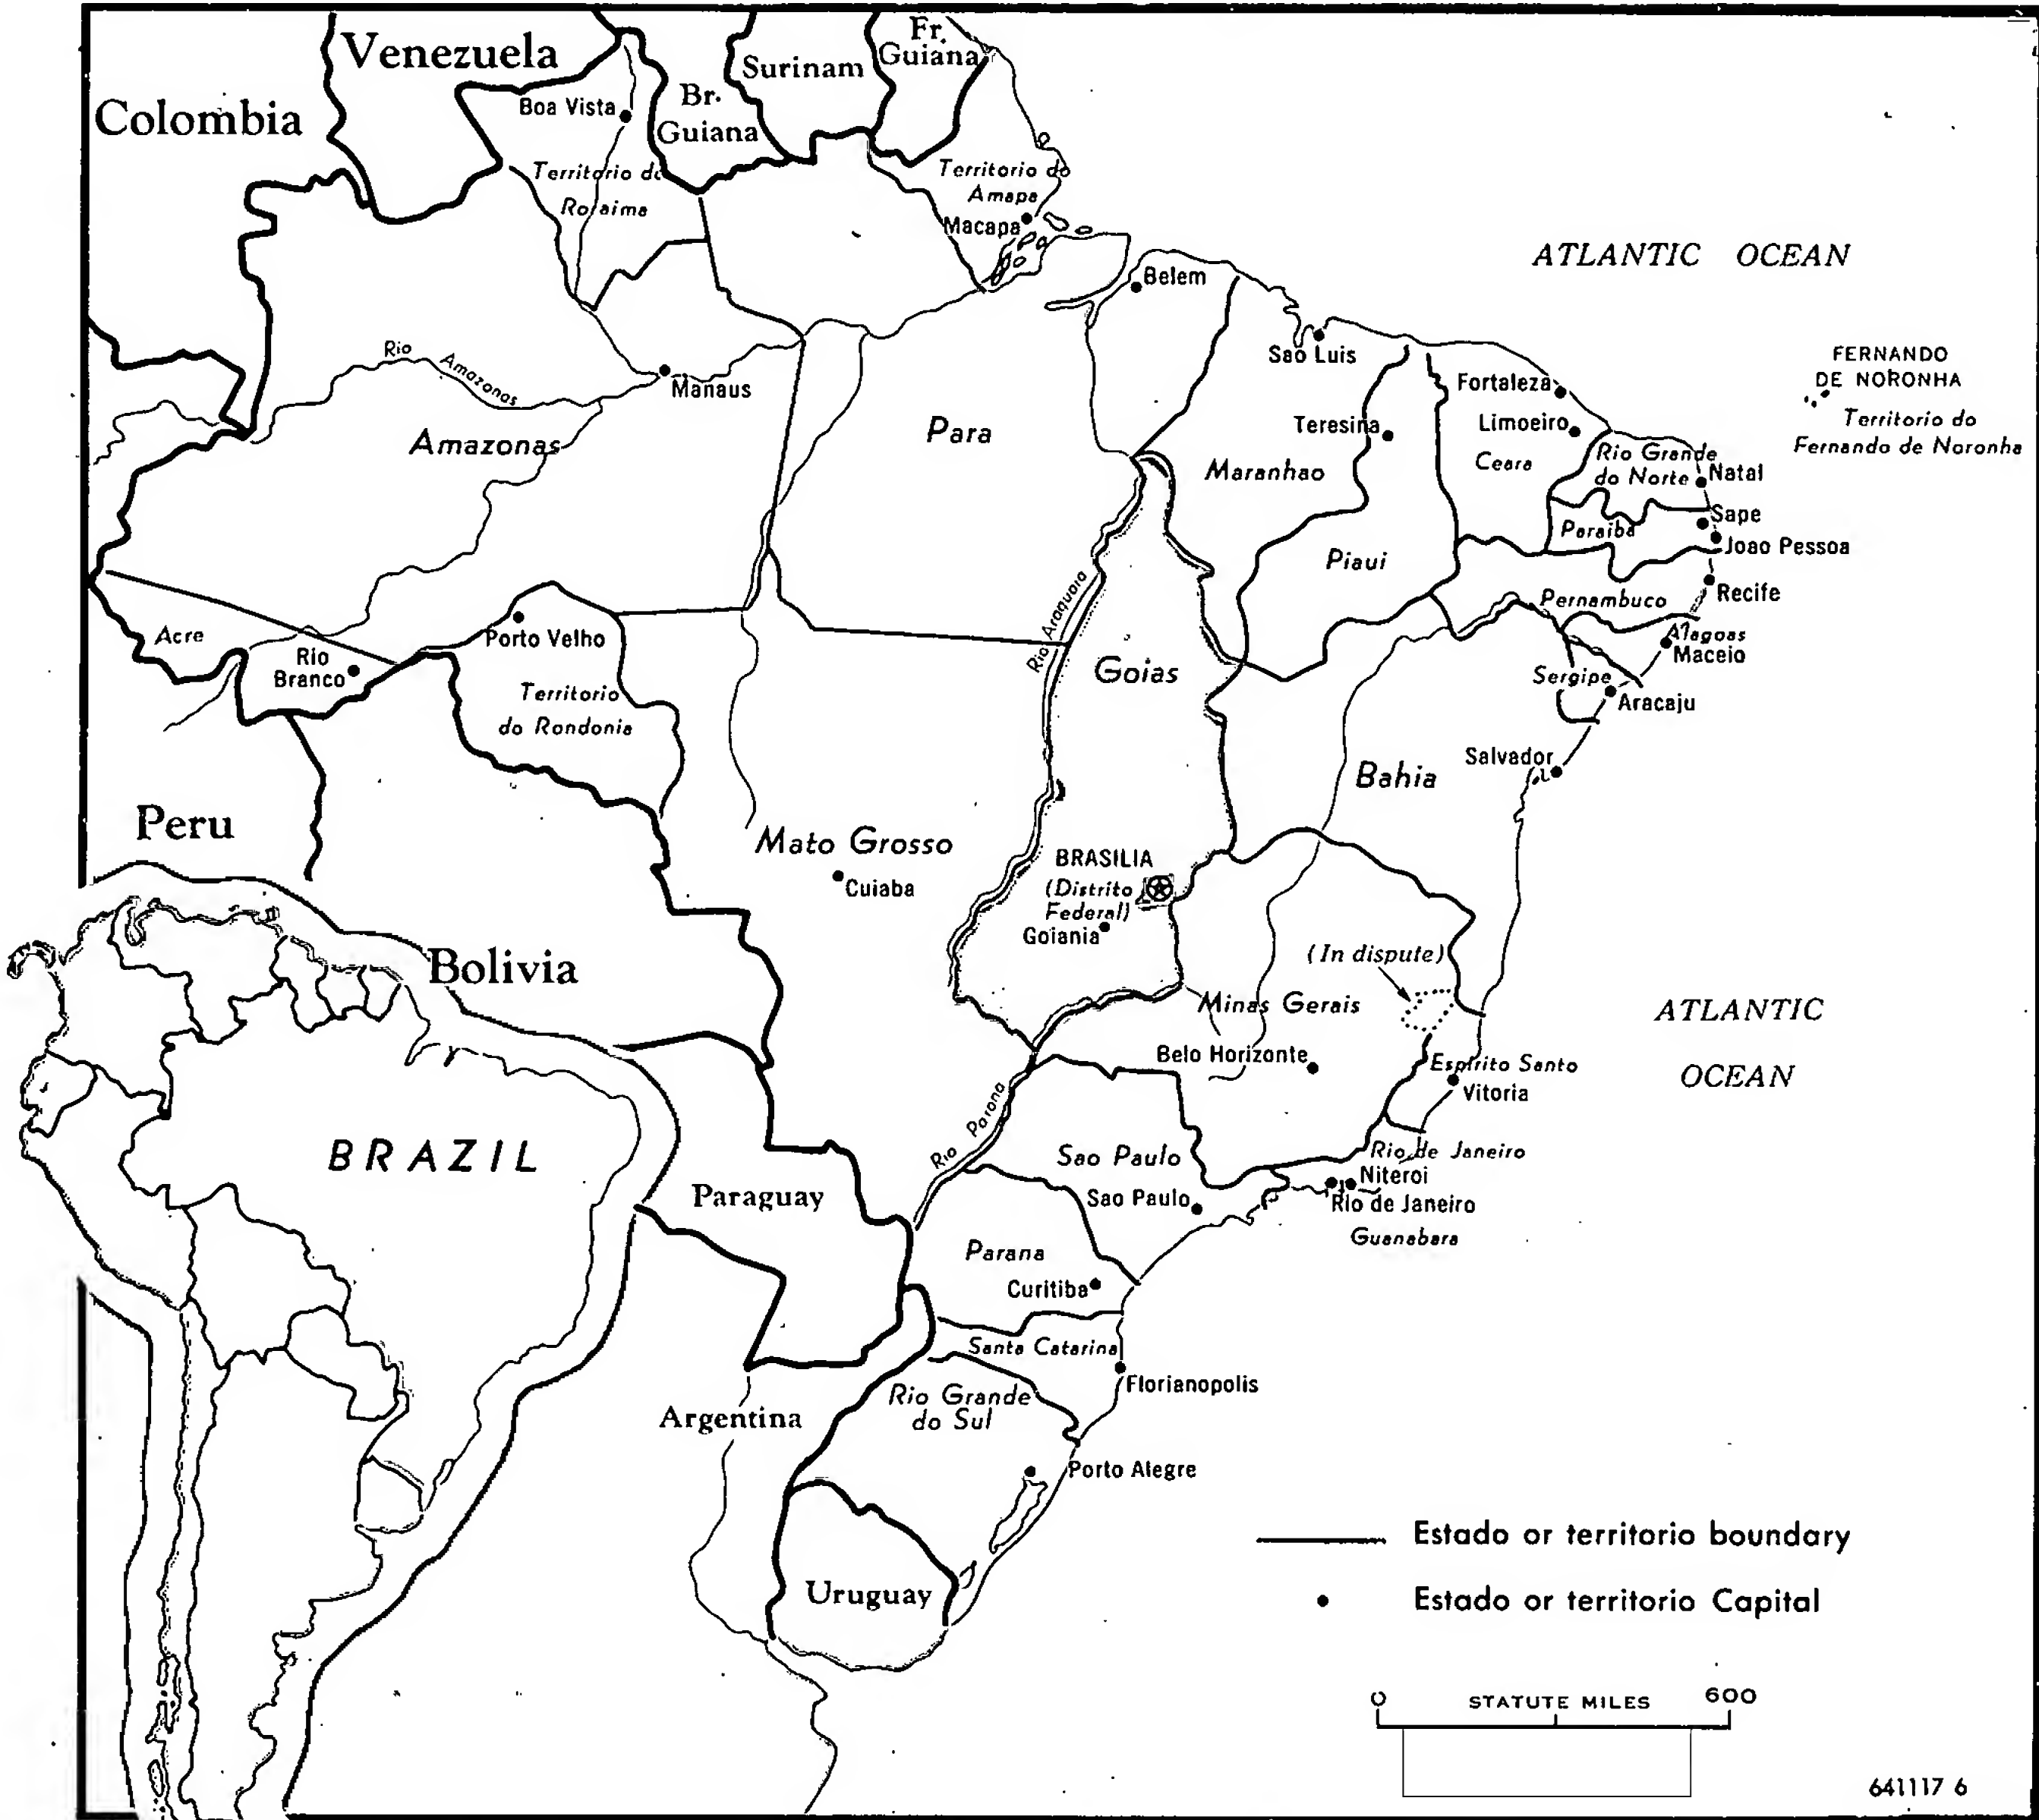 Venezuela
Colombia
Br.
Guiana
Surinam
Fr.
Guiana
Boa Vista
Territorio do
Roraima
Territorio do
Amapa
Macapa
Belem
ATLANTIC OCEAN
Sao Luis
FERNANDO
DE NORONHA
Territorio do
Fernando de Noronha
Rio Amazonas
Manaus
Amazonas
Para
Maranhao
Teresina
Fortaleza
Limoeiro
Ceara
Rio Grande
do Norte
Natal
Sape
Paraiba
Joao Pessoa
Piaui
Recife
Pernambuco
Alagoas
Maceio
Sergipe
Aracaju
Acre
Rio
Branco
Porto Velho
Territorio
do Rondonia
Rio Araquara
Goias
Bahia
Salvador
Peru
Mato Grosso
Cuiaba
BRASILIA
(Distrito
Federal)
Goiania
Bolivia
(In dispute)
Minas Gerais
Belo Horizonte
Espirito Santo
Vitoria
ATLANTIC
OCEAN
BRAZIL
Rio Parana
Paraguay
Sao Paulo
Sao Paulo
Rio de Janeiro
Niteroi
Rio de Janeiro
Guanabara
Parana
Curitiba
Santa Catarina
Florianopolis
Rio Grande
do Sul
Argentina
Porto Alegre
Uruguay
Estado or territorio boundary
Estado or territorio Capital
0 STATUTE MILES 600
641117 6